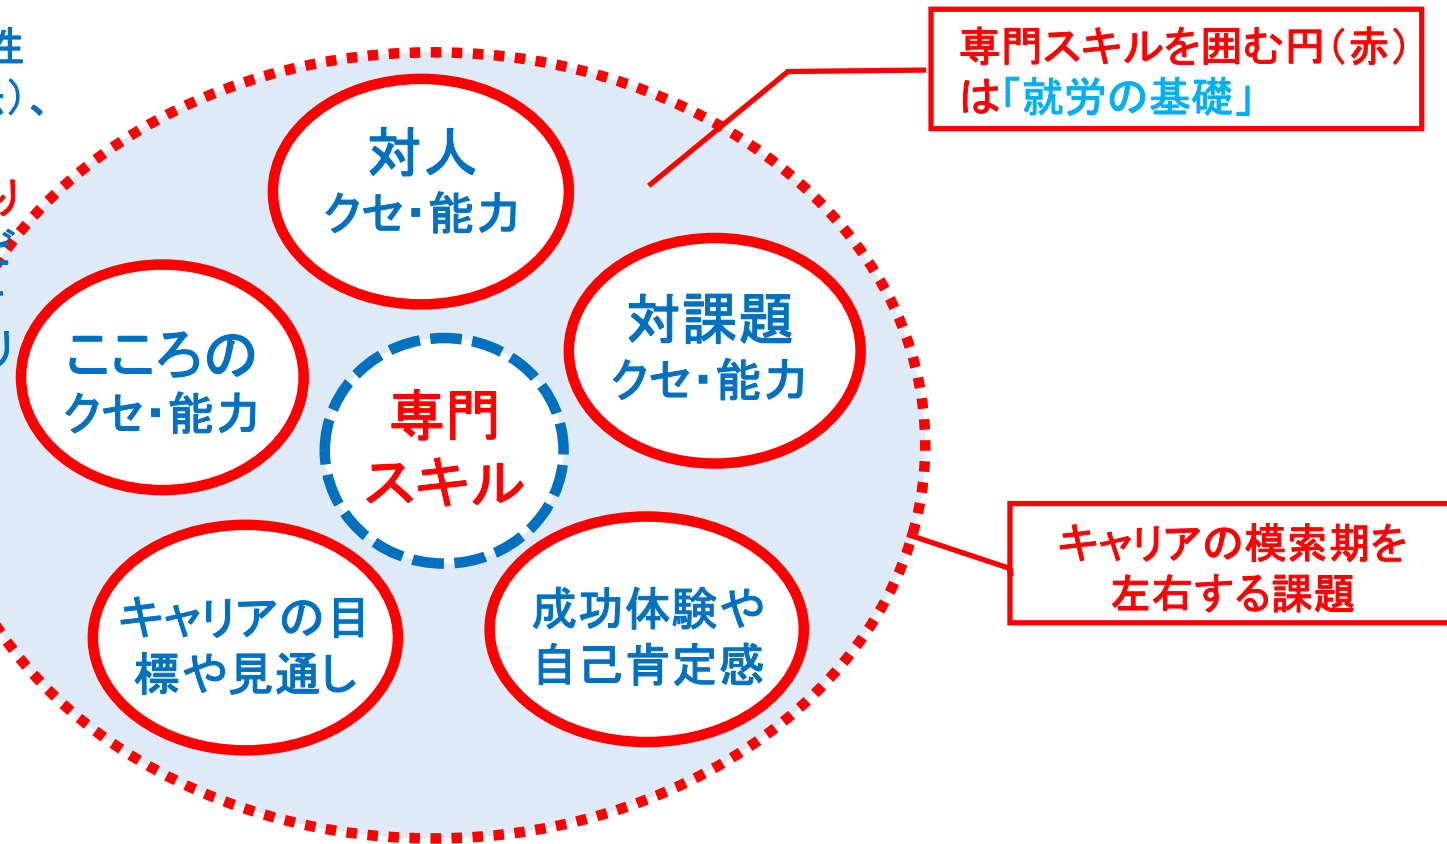 性
）、
り
ど
り
専門スキルを囲む円（赤）
は「就労の基礎」
対人
クセ・能力
対課題
クセ・能力
こころの
クセ・能力
専門
スキル
キャリアの目
標や見通し
成功体験や
自己肯定感
キャリアの模索期を
左右する課題